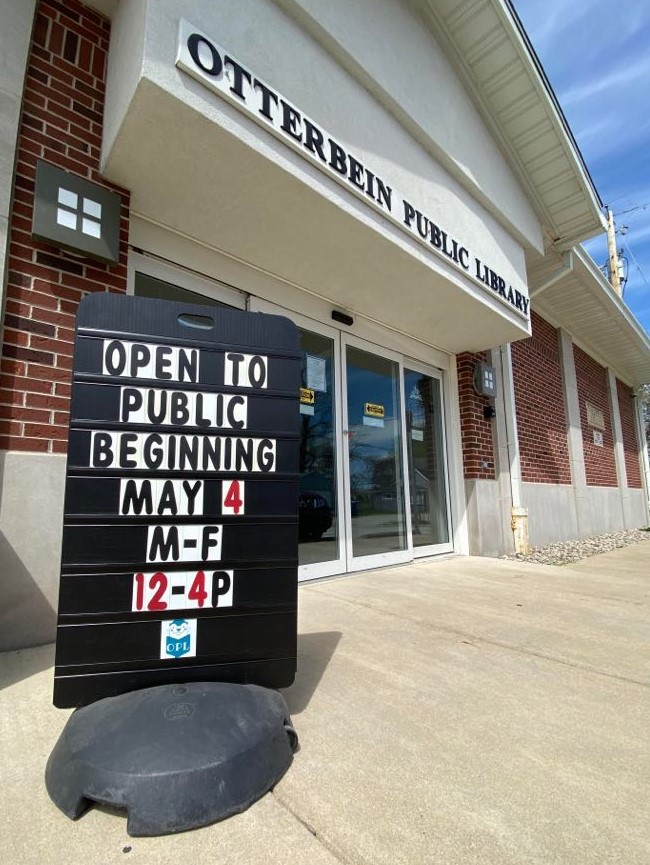 OTTERBEIN PUBLIC LIBRARY
OPEN TO
PUBLIC
BEGINNING
MAY 4
M-F
12-4P
OPL